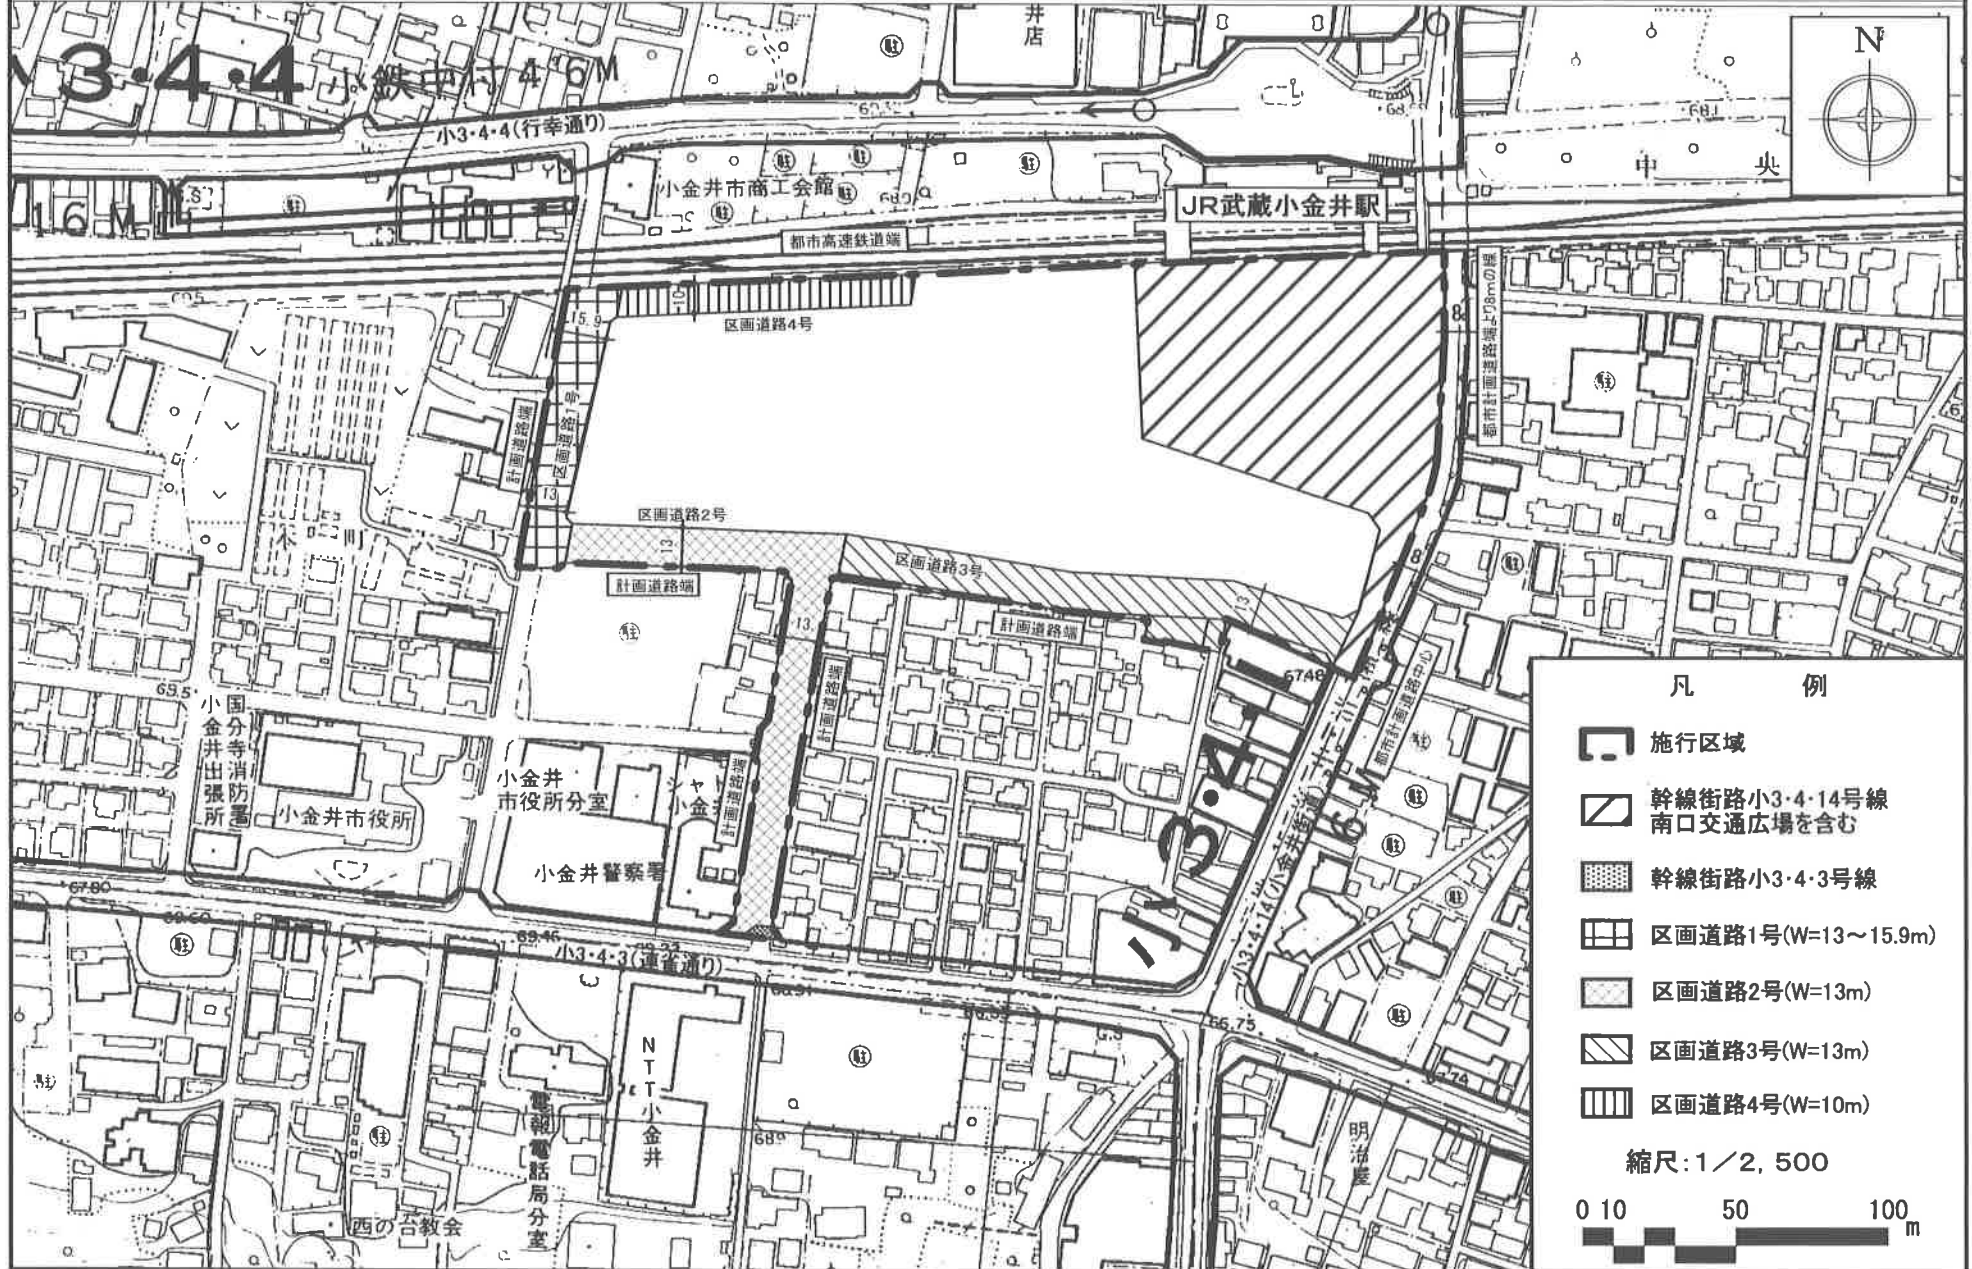 井店
3・4・4
小鉄中付416M
小3・4・4(行幸通り)
N
中 央
16M
小金井市商工会館
JR武蔵小金井駅
都市高速鉄道端
15.9
10
区画道路4号
8
都市計画道路端より8mの線
計画道路端
区画道路1号
13
区画道路2号
13
計画道路端
区画道路3号
13
8
13
計画道路端
計画道路端
計画道路端
67.48
都市計画道路中心
69.5
国分寺消防署
小金井出張所
小金井市役所
小金井
市役所分室
小金井警察署
小3・4・14(小金井街道)
67.80
69.60
69.46
小3・4・3(連雀通り)
66.75
NTT小金井
電報電話局分室
明治屋
西の台教会
凡 例
施行区域
幹線街路小3・4・14号線
南口交通広場を含む
幹線街路小3・4・3号線
区画道路1号(W=13～15.9m)
区画道路2号(W=13m)
区画道路3号(W=13m)
区画道路4号(W=10m)
縮尺:1／2,500
0 10 50 100
m